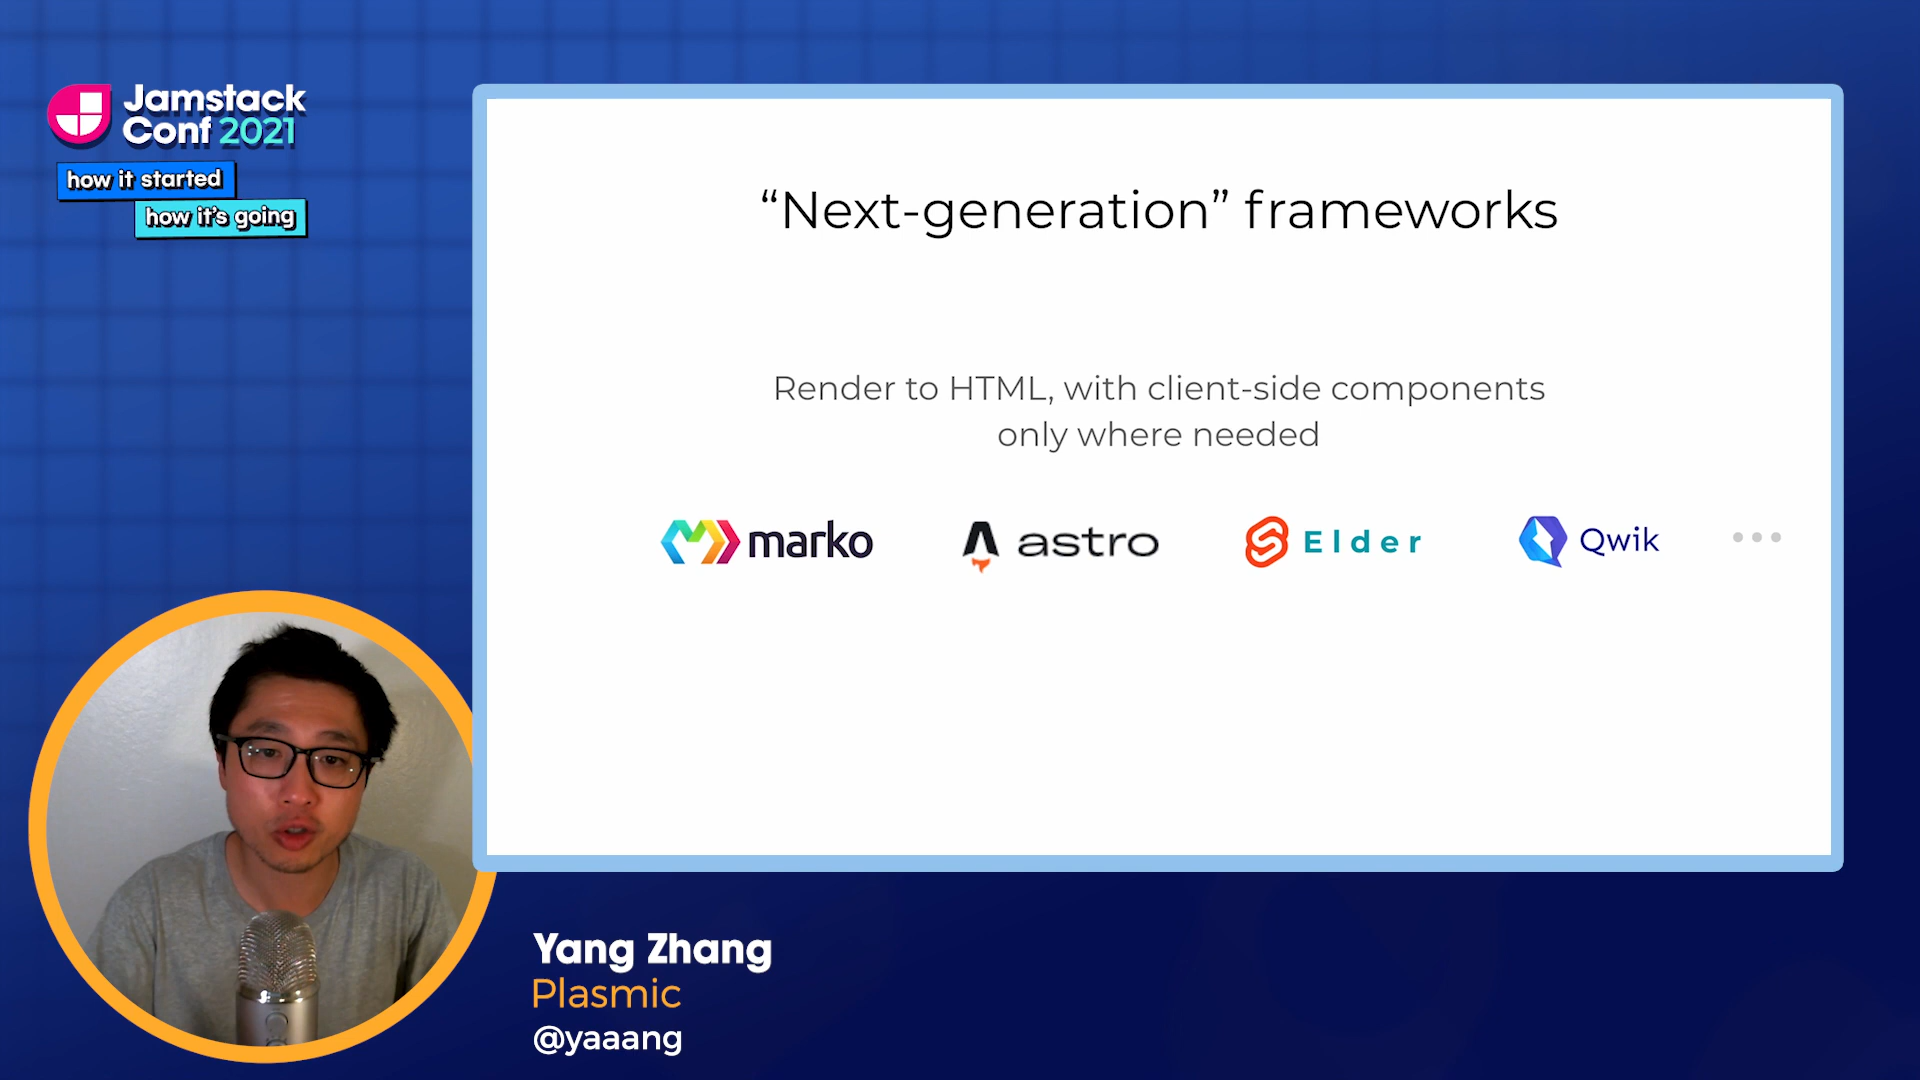 Jamstack
Conf 2021
how it started
how it's going
“Next-generation” frameworks
Render to HTML, with client-side components
only where needed
marko
astro
Elder
Qwik
Yang Zhang
Plasmic
@yaaang